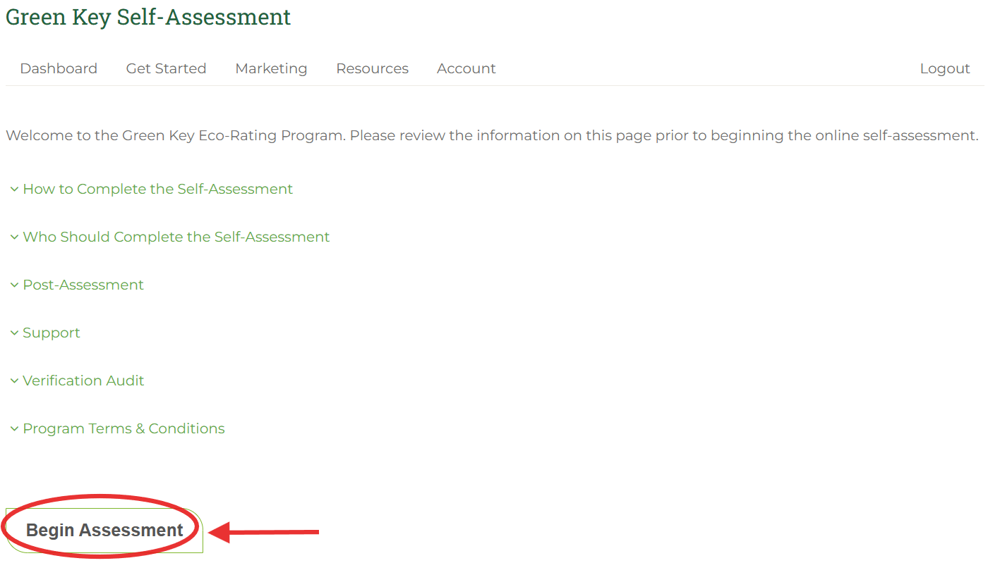 Green Key Self-Assessment
Dashboard Get Started Marketing Resources Account Logout
Welcome to the Green Key Eco-Rating Program. Please review the information on this page prior to beginning the online self-assessment.
How to Complete the Self-Assessment
Who Should Complete the Self-Assessment
Post-Assessment
Support
Verification Audit
Program Terms & Conditions
Begin Assessment